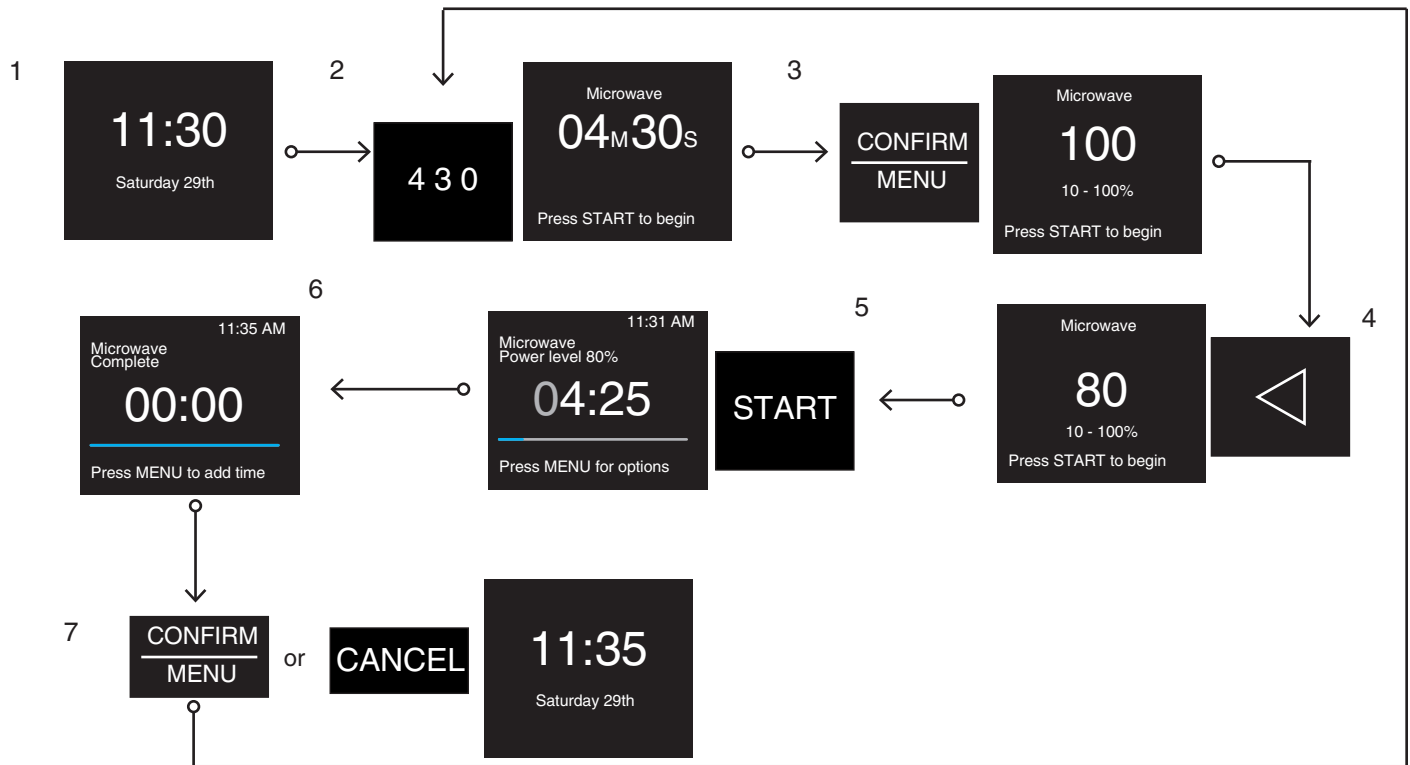 1
11:30
Saturday 29th
2
4 3 0
Microwave
04M30S
Press START to begin
3
CONFIRM
MENU
Microwave
100
10 - 100%
Press START to begin
4
Microwave
80
10 - 100%
Press START to begin
5
START
11:31 AM
Microwave
Power level 80%
04:25
Press MENU for options
6
11:35 AM
Microwave
Complete
00:00
Press MENU to add time
7
CONFIRM
MENU
or
CANCEL
11:35
Saturday 29th